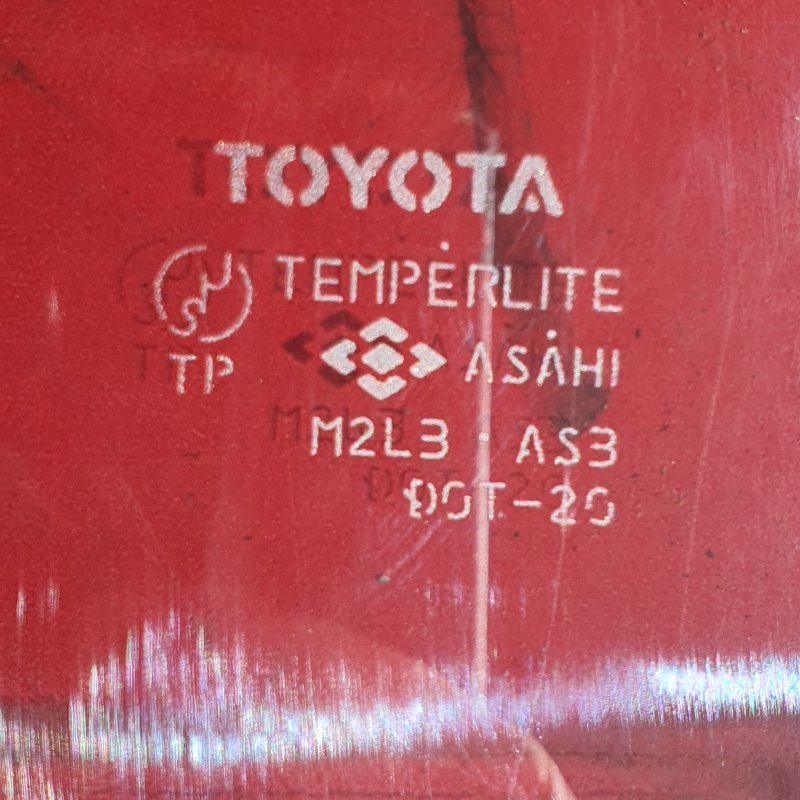 TOYOTA
TEMPERLITE
TP
ASAHI
M2L3 · AS3
DOT-20